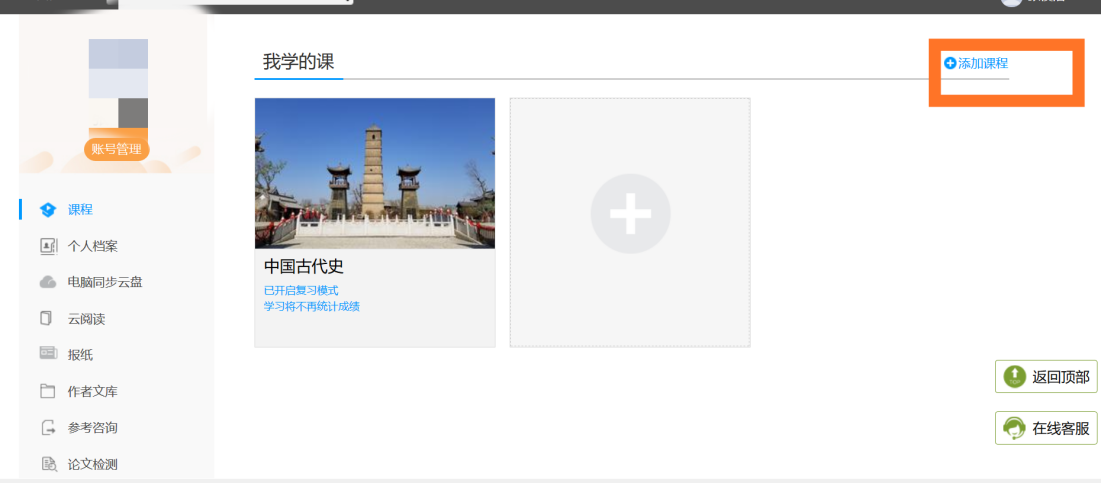 我学的课
添加课程
账号管理
课程
个人档案
电脑同步云盘
云阅读
报纸
作者文库
参考咨询
论文检测
中国古代史
已开启复习模式
学习将不再统计成绩
TOP
返回顶部
在线客服